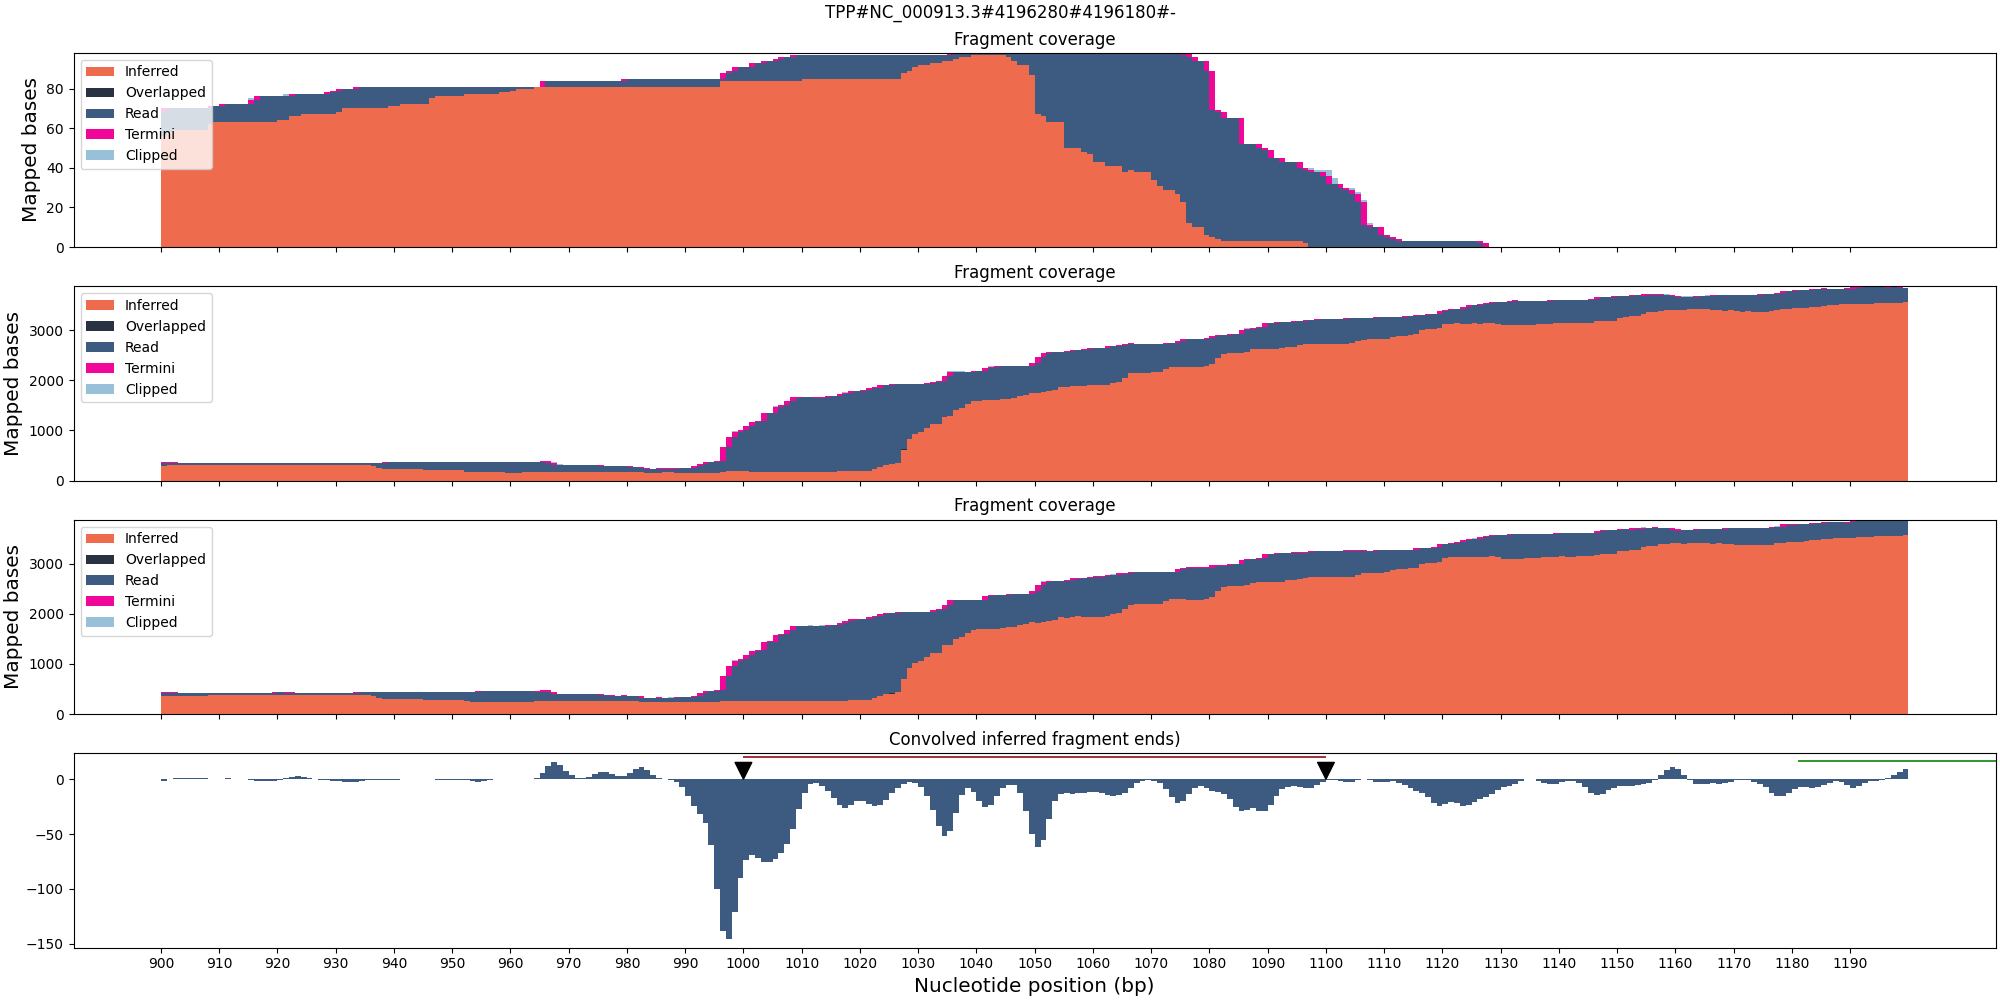 TPP#NC_000913.3#4196280#4196180#-
Fragment coverage
Mapped bases
80
60
40
20
0
Inferred
Overlapped
Read
Termini
Clipped
Fragment coverage
Mapped bases
3000
2000
1000
0
Inferred
Overlapped
Read
Termini
Clipped
Fragment coverage
Mapped bases
3000
2000
1000
0
Inferred
Overlapped
Read
Termini
Clipped
Convolved inferred fragment ends)
0
−50
−100
−150
900 910 920 930 940 950 960 970 980 990 1000 1010 1020 1030 1040 1050 1060 1070 1080 1090 1100 1110 1120 1130 1140 1150 1160 1170 1180 1190
Nucleotide position (bp)